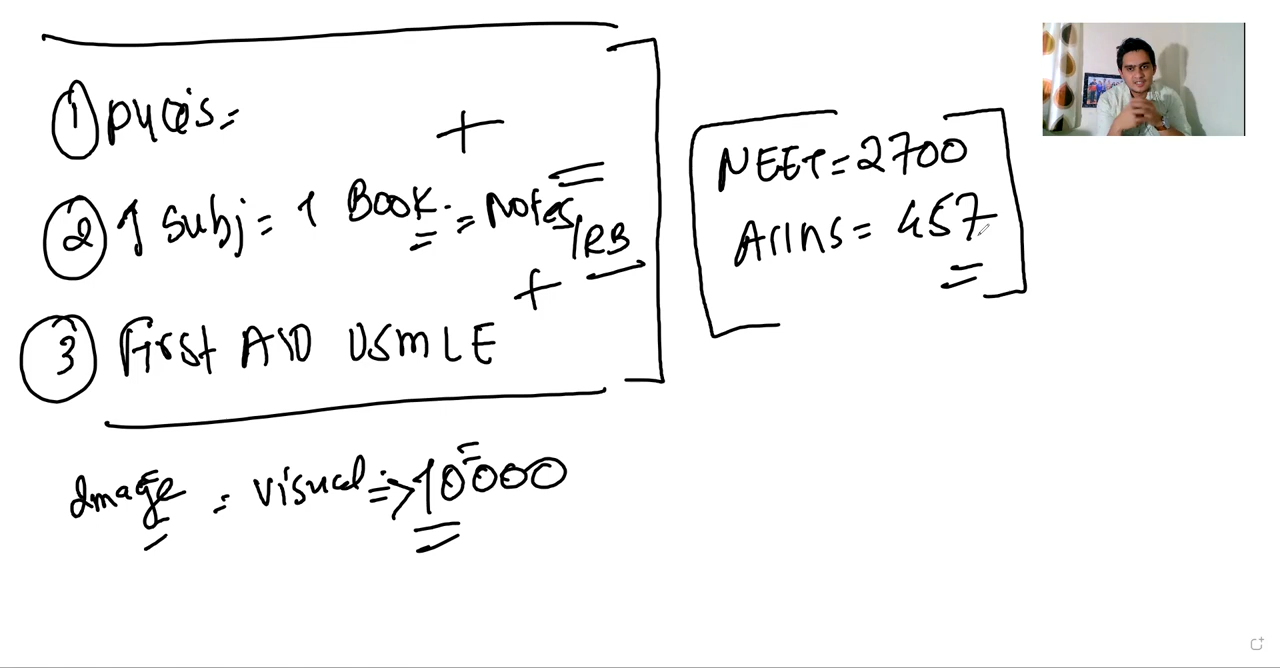 ① PYQ's =
+
② 1 Subj = 1 Book. = Notes/RB
+
③ First AID USMLE
Image = Visual => 10000
NEET = 2700
AIIMS = 457